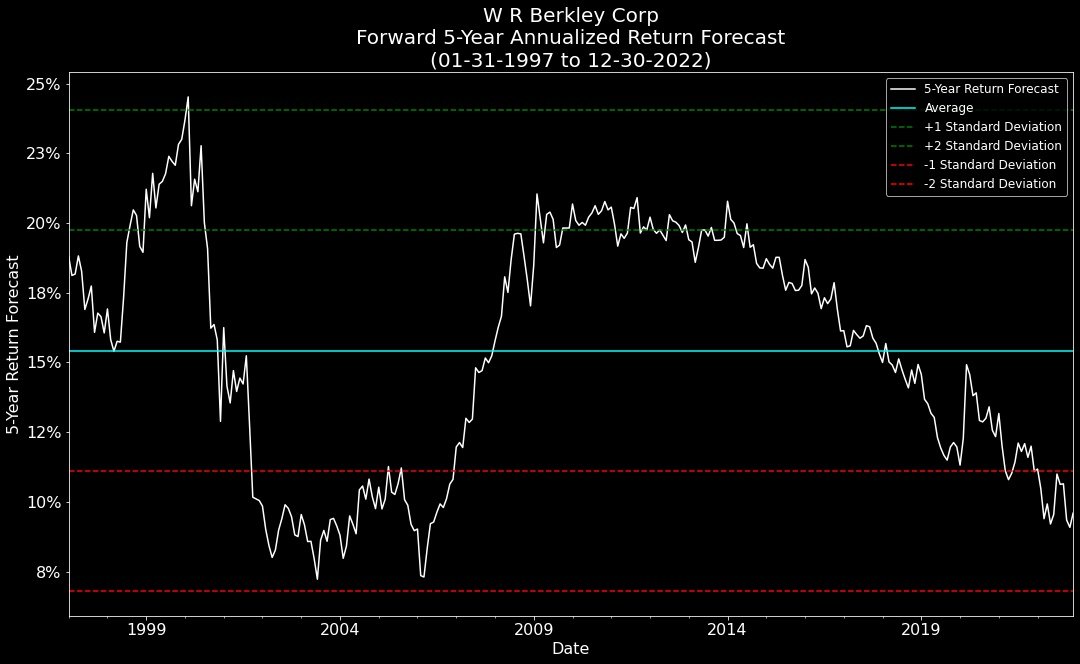 W R Berkley Corp
Forward 5-Year Annualized Return Forecast
(01-31-1997 to 12-30-2022)
25%
23%
20%
18%
15%
12%
10%
8%
5-Year Return Forecast
5-Year Return Forecast
Average
+1 Standard Deviation
+2 Standard Deviation
-1 Standard Deviation
-2 Standard Deviation
1999 2004 2009 2014 2019
Date